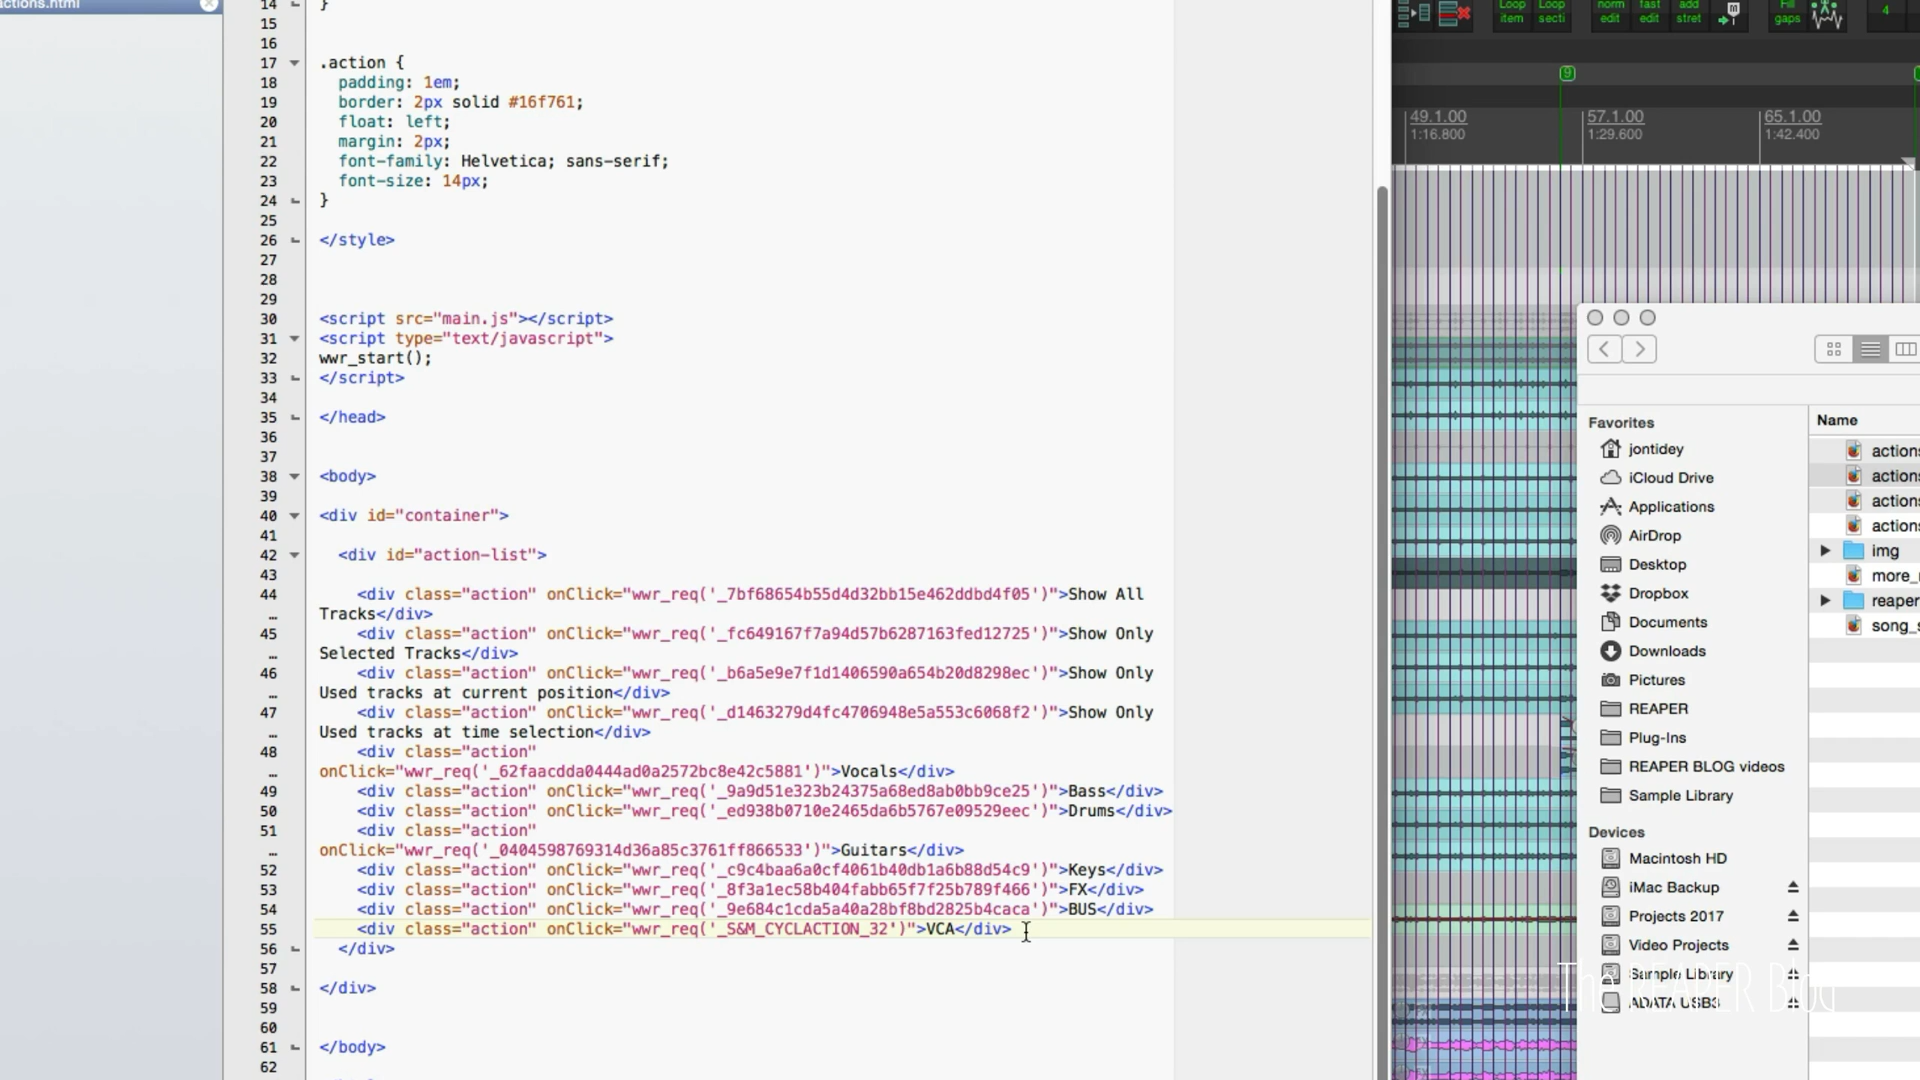 actions.html
14 }
15
16
17 .action {
18 padding: 1em;
19 border: 2px solid #16f761;
20 float: left;
21 margin: 2px;
22 font-family: Helvetica; sans-serif;
23 font-size: 14px;
24 }
25
26 </style>
27
28
29
30 <script src="main.js"></script>
31 <script type="text/javascript">
32 wwr_start();
33 </script>
34
35 </head>
36
37
38 <body>
39
40 <div id="container">
41
42 <div id="action-list">
43
44 <div class="action" onClick="wwr_req('_7bf68654b55d4d32bb15e462ddbd4f05')">Show All
Tracks</div>
45 <div class="action" onClick="wwr_req('_fc649167f7a94d57b6287163fed12725')">Show Only
Selected Tracks</div>
46 <div class="action" onClick="wwr_req('_b6a5e9e7f1d1406590a654b20d8298ec')">Show Only
Used tracks at current position</div>
47 <div class="action" onClick="wwr_req('_d1463279d4fc4706948e5a553c6068f2')">Show Only
Used tracks at time selection</div>
48 <div class="action"
onClick="wwr_req('_62faacdda0444ad0a2572bc8e42c5881')">Vocals</div>
49 <div class="action" onClick="wwr_req('_9a9d51e323b24375a68ed8ab0bb9ce25')">Bass</div>
50 <div class="action" onClick="wwr_req('_ed938b0710e2465da6b5767e09529eec')">Drums</div>
51 <div class="action"
onClick="wwr_req('_0404598769314d36a85c3761ff866533')">Guitars</div>
52 <div class="action" onClick="wwr_req('_c9c4baa6a0cf4061b40db1a6b88d54c9')">Keys</div>
53 <div class="action" onClick="wwr_req('_8f3a1ec58b404fabb65f7f25b789f466')">FX</div>
54 <div class="action" onClick="wwr_req('_9e684c1cda5a40a28bf8bd2825b4caca')">BUS</div>
55 <div class="action" onClick="wwr_req('_S&M_CYCLACTION_32')">VCA</div>
56 </div>
57
58 </div>
59
60
61 </body>
62
Loop item
Loop secti
norm edit
fast edit
add stret
M
Fill gaps
4
9
49.1.00 57.1.00 65.1.00
1:16.800 1:29.600 1:42.400
Favorites
jontidey
iCloud Drive
Applications
AirDrop
Desktop
Dropbox
Documents
Downloads
Pictures
REAPER
Plug-Ins
REAPER BLOG videos
Sample Library
Devices
Macintosh HD
iMac Backup
Projects 2017
Video Projects
Sample Library
ADATA USB3
Name
actions
actions
actions
actions
img
more_
reaper
song_s
The REAPER Blog